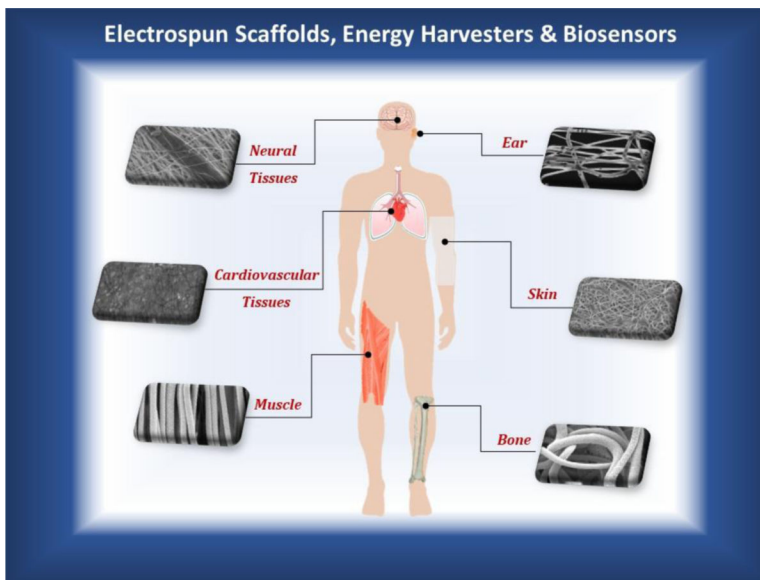 Electrospun Scaffolds, Energy Harvesters & Biosensors
Neural
Tissues
Ear
Cardiovascular
Tissues
Skin
Muscle
Bone